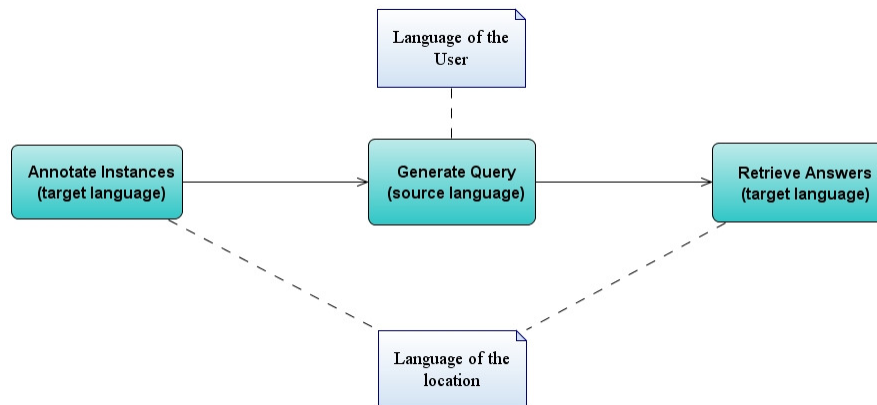 Language of the
User
Annotate Instances
(target language)
Generate Query
(source language)
Retrieve Answers
(target language)
Language of the
location